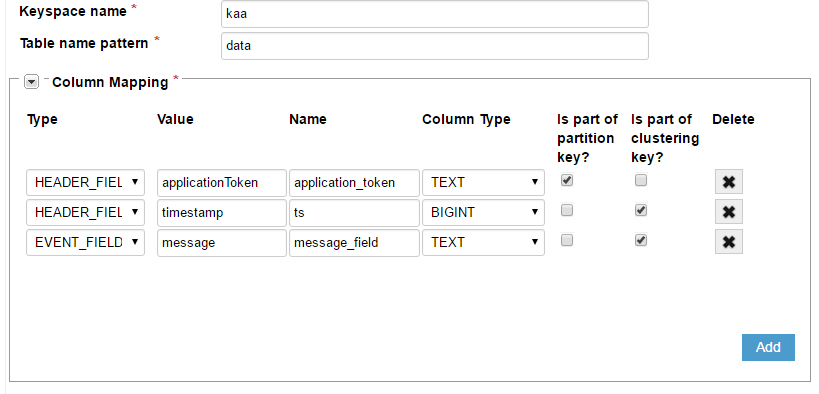 Keyspace name *
kaa
Table name pattern *
data
Column Mapping *
Type Value Name Column Type Is part of partition key? Is part of clustering key? Delete
HEADER_FIEL applicationToken application_token TEXT
HEADER_FIEL timestamp ts BIGINT
EVENT_FIELD message message_field TEXT
Add